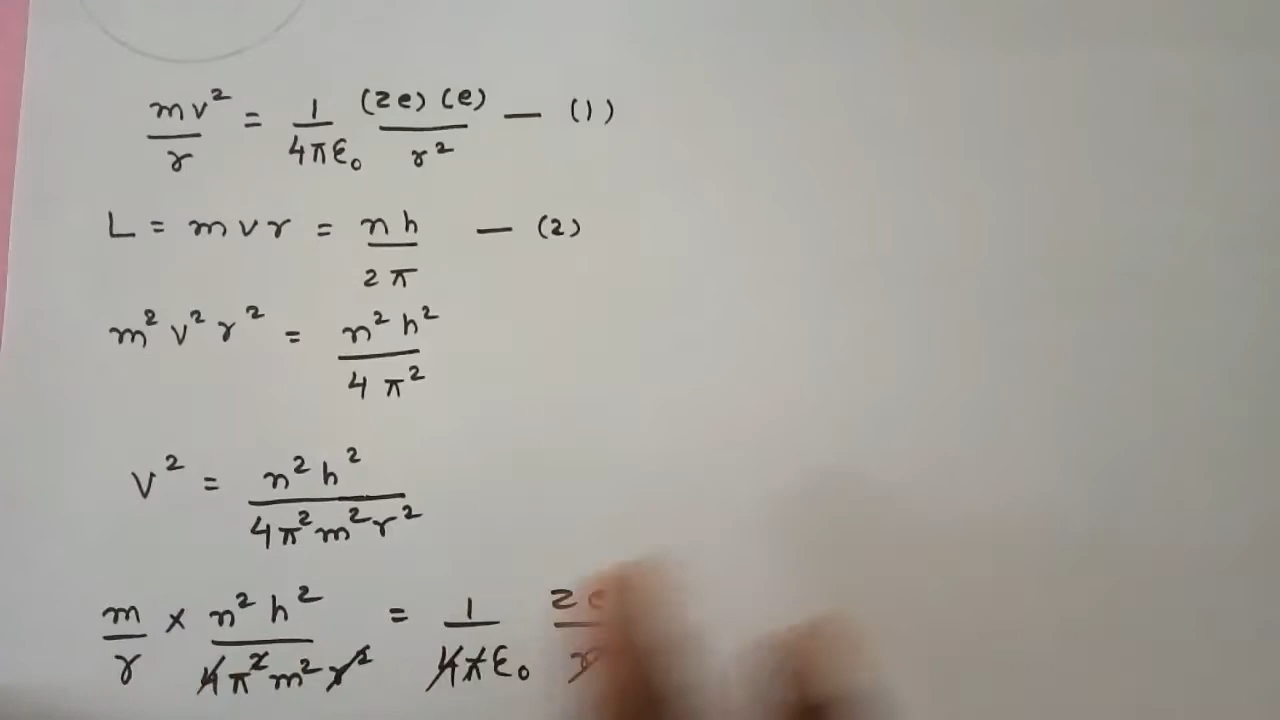 mv²/r = 1/4πε₀ (ze)(e)/r² — (1)
L = mvr = nh/2π — (2)
m²v²r² = n²h²/4π²
v² = n²h²/4π²m²r²
m/r × n²h²/4π²m²r² = 1/4πε₀ z